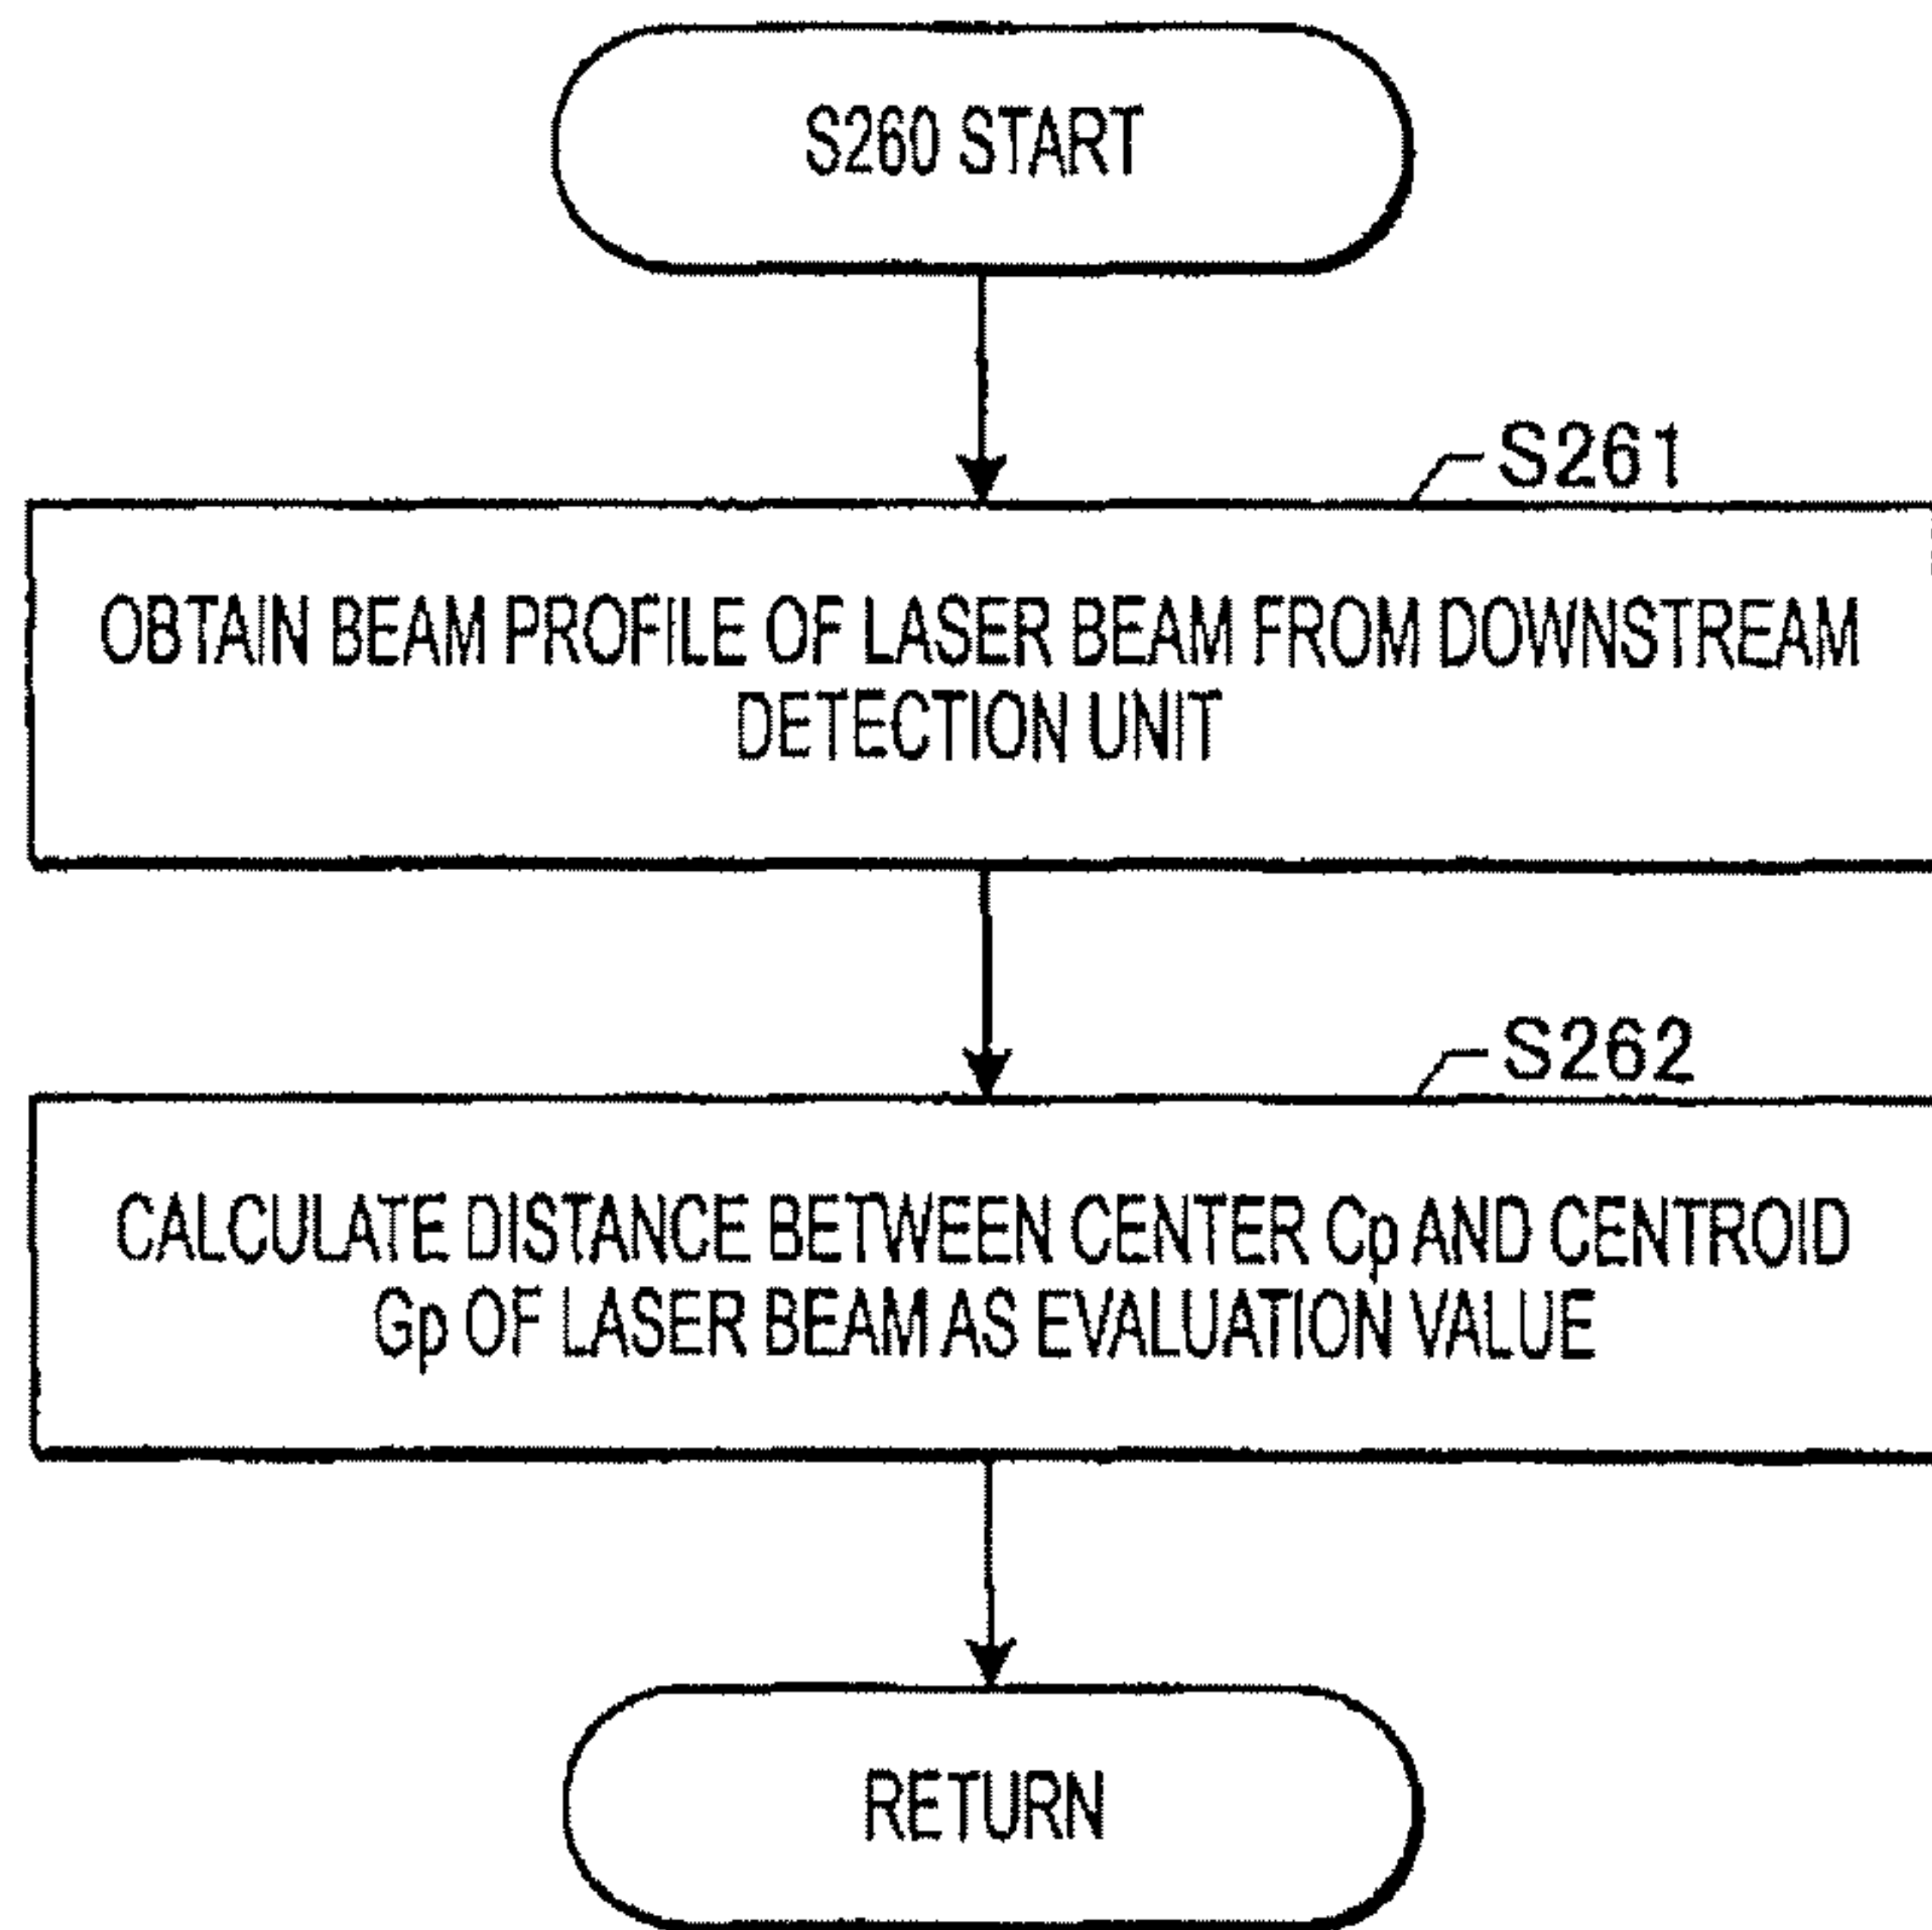 S260 START
S261
OBTAIN BEAM PROFILE OF LASER BEAM FROM DOWNSTREAM
DETECTION UNIT
S262
CALCULATE DISTANCE BETWEEN CENTER Cp AND CENTROID
Gp OF LASER BEAM AS EVALUATION VALUE
RETURN